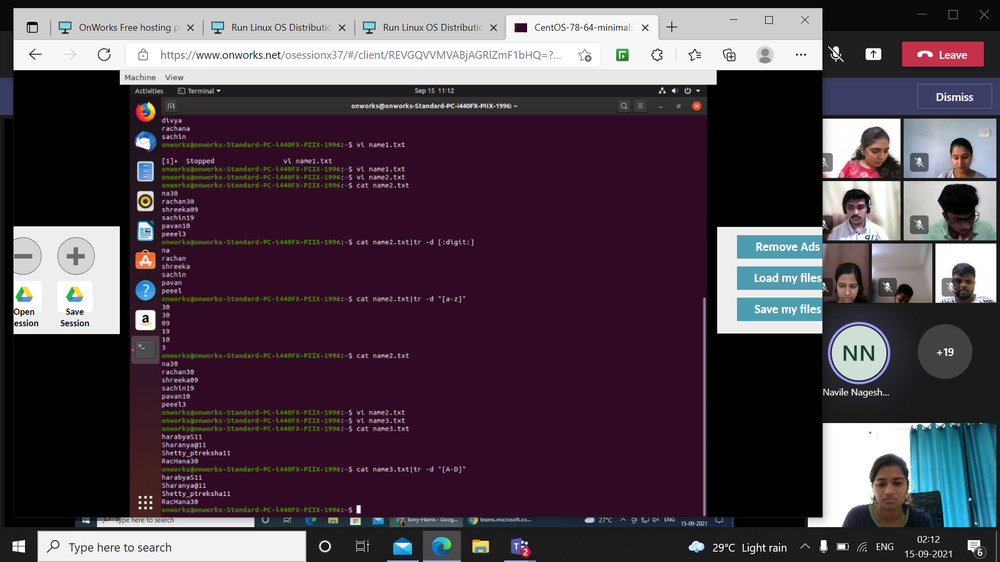 OnWorks Free hosting p
Run Linux OS Distributio
Run Linux OS Distributio
CentOS-78-64-minimal:
https://www.onworks.net/osessionx37/#/client/REVGQVVMVABjAGRlZmF1bHQ=?...
Leave
Machine View
Activities
Terminal
Sep 15 11:12
Dismiss
onworks@onworks-Standard-PC-i440FX-PIIX-1996: ~
divya
rachana
sachin
onworks@onworks-Standard-PC-i440FX-PIIX-1996:~$ vi name1.txt
[1]+ Stopped vi name1.txt
onworks@onworks-Standard-PC-i440FX-PIIX-1996:~$ vi name1.txt
onworks@onworks-Standard-PC-i440FX-PIIX-1996:~$ vi name2.txt
onworks@onworks-Standard-PC-i440FX-PIIX-1996:~$ cat name2.txt
na30
rachan30
shreeka09
sachin19
pavan10
peeel3
onworks@onworks-Standard-PC-i440FX-PIIX-1996:~$ cat name2.txt|tr -d [:digit:]
na
rachan
shreeka
sachin
pavan
peeel
onworks@onworks-Standard-PC-i440FX-PIIX-1996:~$ cat name2.txt|tr -d "[a-z]"
30
30
09
19
10
3
onworks@onworks-Standard-PC-i440FX-PIIX-1996:~$ cat name2.txt
na30
rachan30
shreeka09
sachin19
pavan10
peeel3
onworks@onworks-Standard-PC-i440FX-PIIX-1996:~$ vi name2.txt
onworks@onworks-Standard-PC-i440FX-PIIX-1996:~$ vi name3.txt
onworks@onworks-Standard-PC-i440FX-PIIX-1996:~$ cat name3.txt
harabyaS11
Sharanya@11
Shetty_ptreksha11
RacHana30
onworks@onworks-Standard-PC-i440FX-PIIX-1996:~$ cat name3.txt|tr -d "[A-D]"
harabyaS11
Sharanya@11
Shetty_ptreksha11
RacHana30
onworks@onworks-Standard-PC-i440FX-PIIX-1996:~$
Open
ession
Save
Session
Remove Ads
Load my files
Save my files
NN
+19
Navile Nagesh...
Type here to search
Torry-Harris - Goog...
teams.microsoft.co...
27°C
ENG
15-09-2021
Type here to search
29°C Light rain
ENG
02:12
15-09-2021
6
2